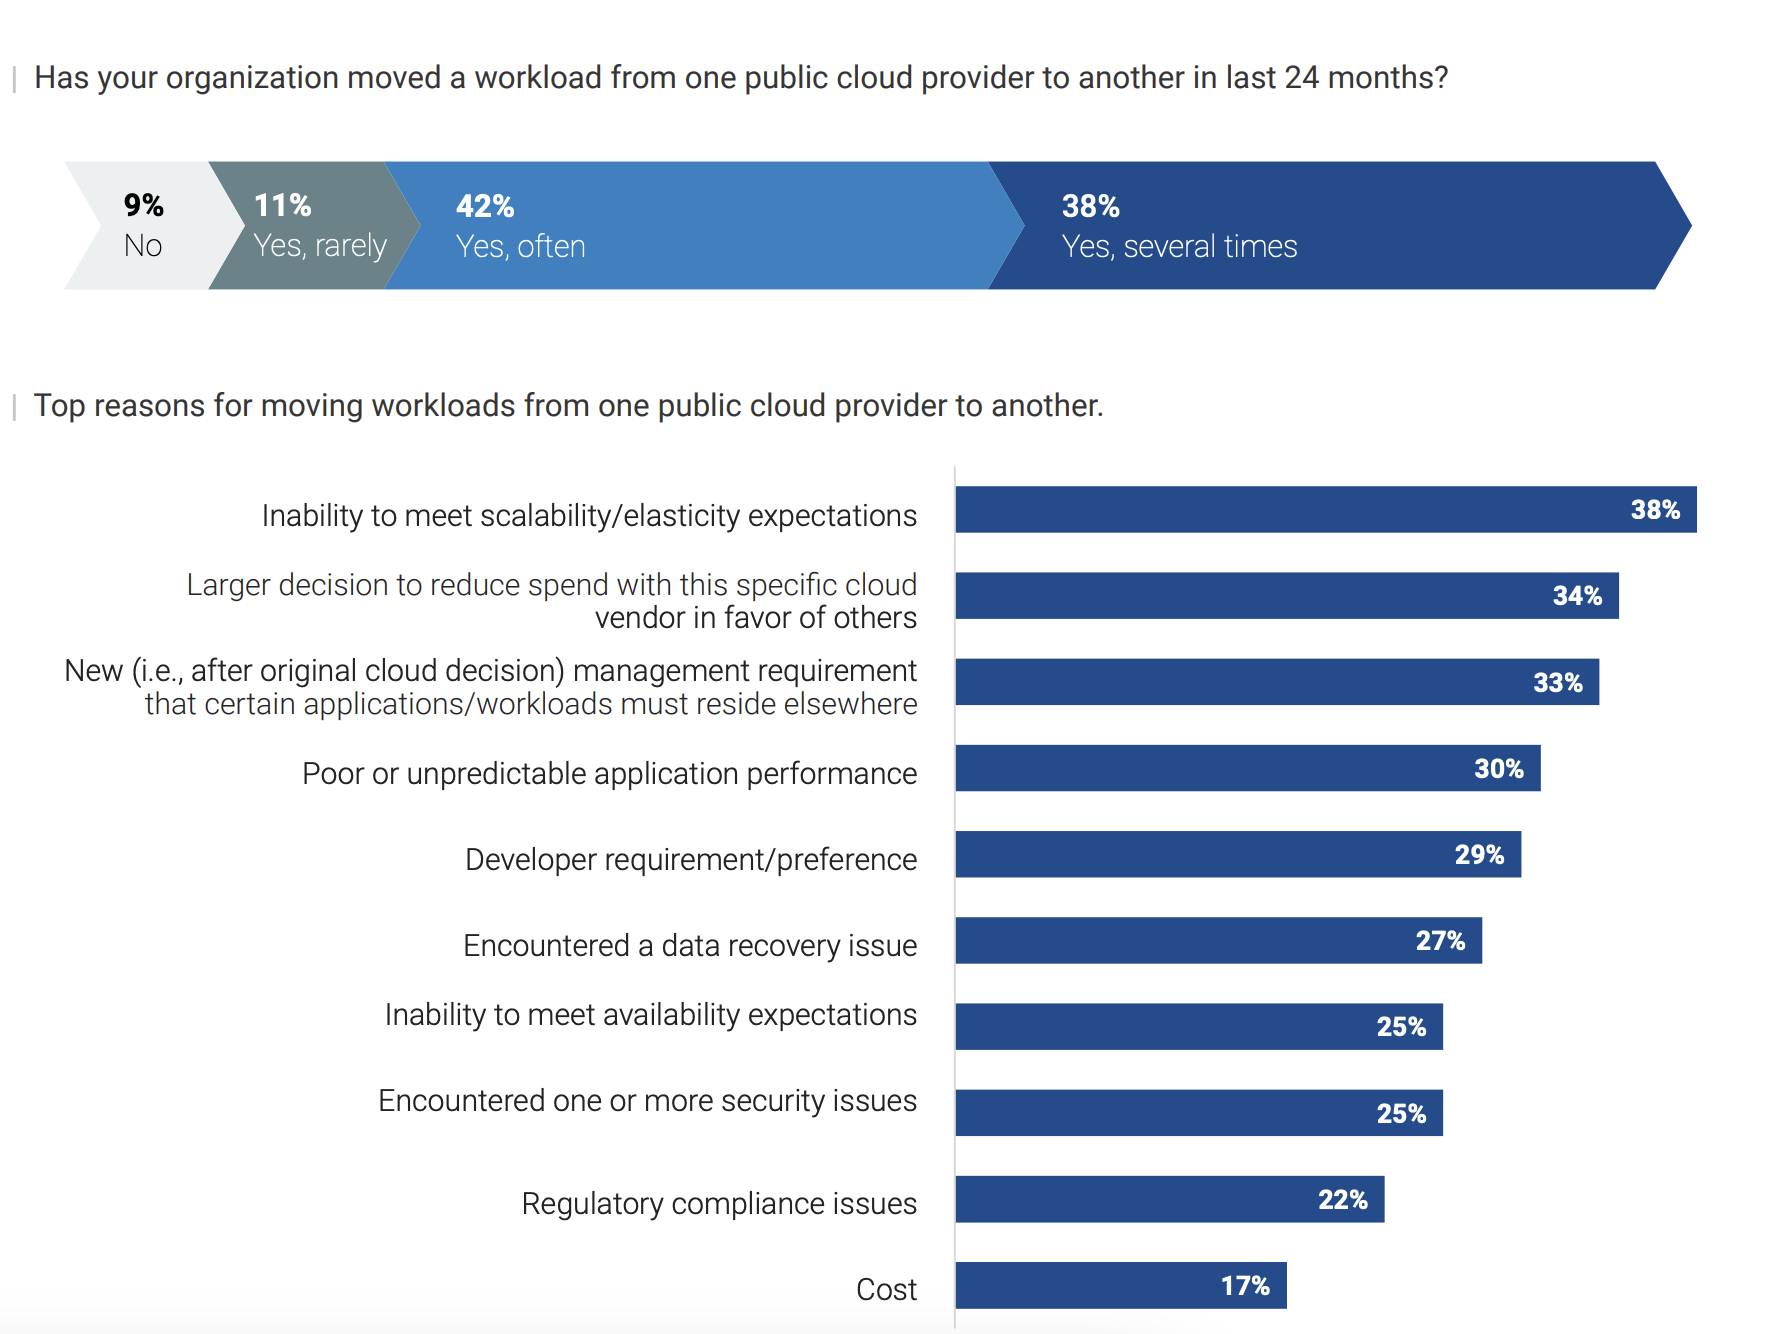 Has your organization moved a workload from one public cloud provider to another in last 24 months?
9%
No
11%
Yes, rarely
42%
Yes, often
38%
Yes, several times
Top reasons for moving workloads from one public cloud provider to another.
Inability to meet scalability/elasticity expectations
38%
Larger decision to reduce spend with this specific cloud
vendor in favor of others
34%
New (i.e., after original cloud decision) management requirement
that certain applications/workloads must reside elsewhere
33%
Poor or unpredictable application performance
30%
Developer requirement/preference
29%
Encountered a data recovery issue
27%
Inability to meet availability expectations
25%
Encountered one or more security issues
25%
Regulatory compliance issues
22%
Cost
17%